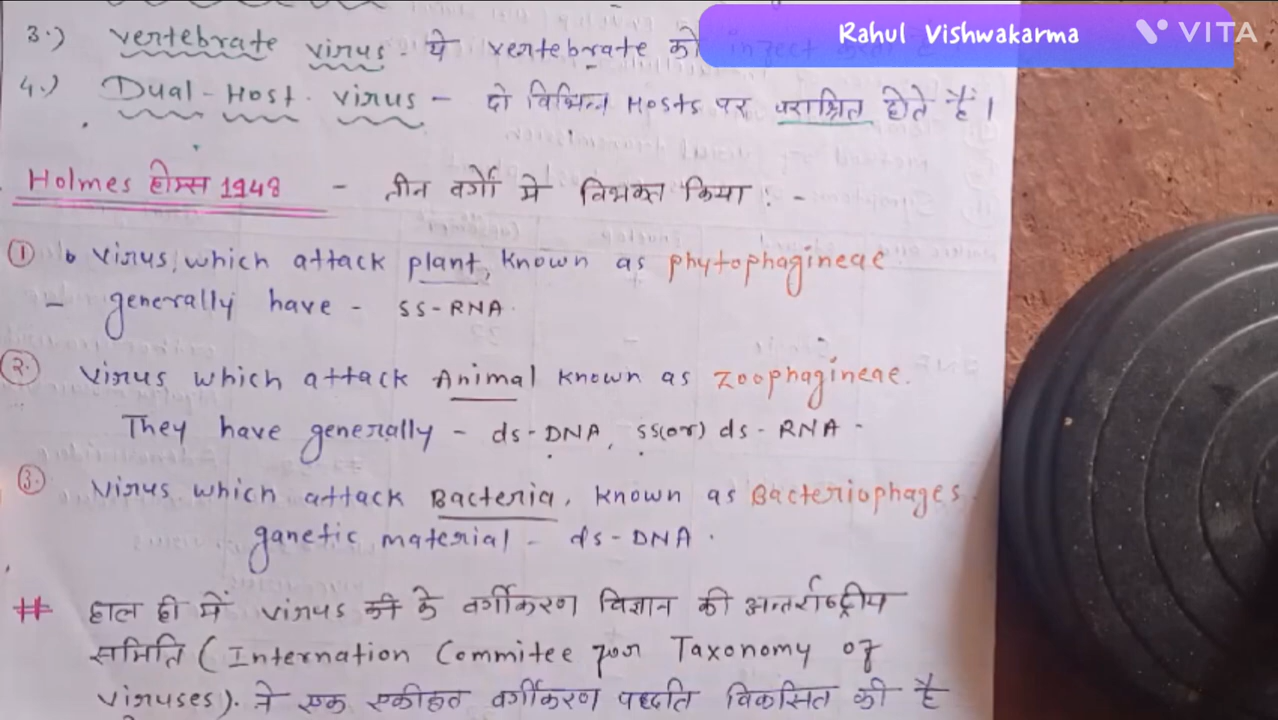 Rahul Vishwakarma VITA
3.) vertebrate virus - ये vertebrate को infect करता है
4.) Dual-Host virus - दो विभिन्न Hosts पर पराश्रित होते है।
Holmes होम्स 1948 - तीन वर्गो मे विभक्त किया :-
① virus, which attack plant, known as phytophagineae
- generally have - SS-RNA.
2. virus which attack Animal known as Zoophagineae.
They have generally - ds-DNA, ss(or) ds-RNA -
3. virus which attack Bacteria, known as Bacteriophages.
ganetic material - ds-DNA.
# हाल ही में virus के वर्गीकरण विज्ञान की अन्तर्राष्ट्रीय
समिति (Internation Commitee for Taxonomy of
viruses). ने एक एकीकृत वर्गीकरण पद्धति विकसित की है